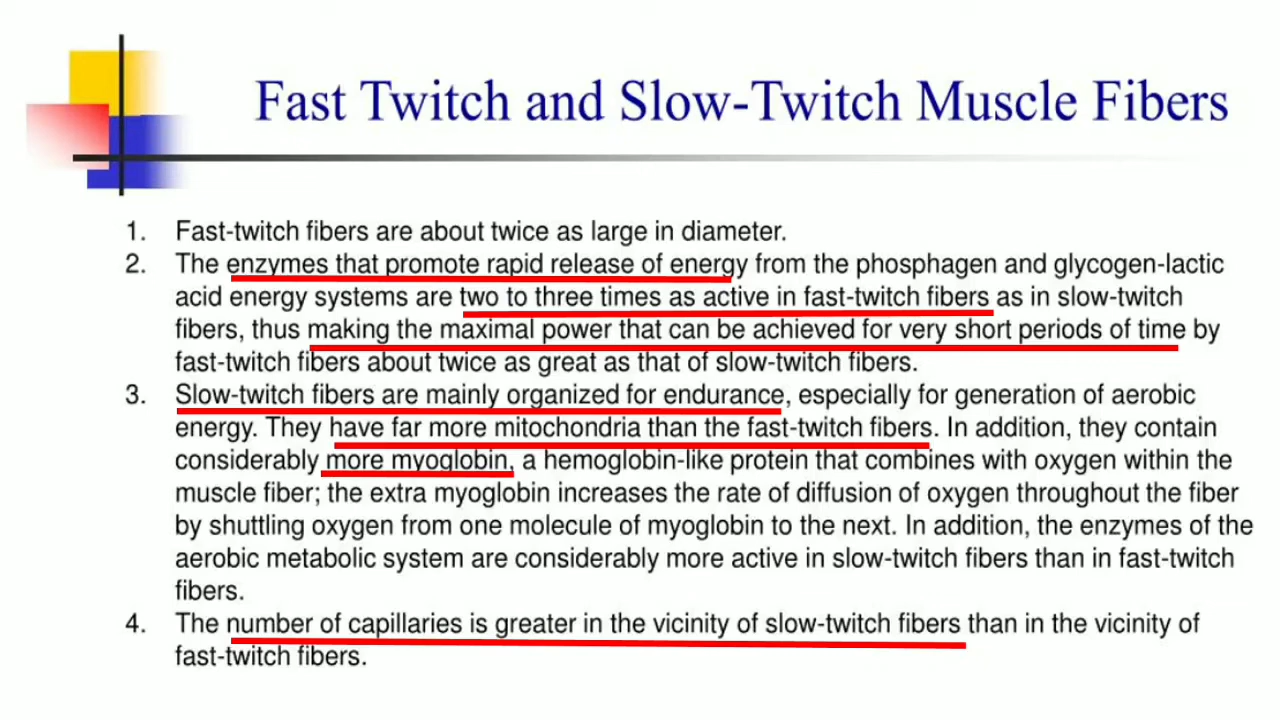 Fast Twitch and Slow-Twitch Muscle Fibers
1. Fast-twitch fibers are about twice as large in diameter.
2. The enzymes that promote rapid release of energy from the phosphagen and glycogen-lactic
acid energy systems are two to three times as active in fast-twitch fibers as in slow-twitch
fibers, thus making the maximal power that can be achieved for very short periods of time by
fast-twitch fibers about twice as great as that of slow-twitch fibers.
3. Slow-twitch fibers are mainly organized for endurance, especially for generation of aerobic
energy. They have far more mitochondria than the fast-twitch fibers. In addition, they contain
considerably more myoglobin, a hemoglobin-like protein that combines with oxygen within the
muscle fiber; the extra myoglobin increases the rate of diffusion of oxygen throughout the fiber
by shuttling oxygen from one molecule of myoglobin to the next. In addition, the enzymes of the
aerobic metabolic system are considerably more active in slow-twitch fibers than in fast-twitch
fibers.
4. The number of capillaries is greater in the vicinity of slow-twitch fibers than in the vicinity of
fast-twitch fibers.